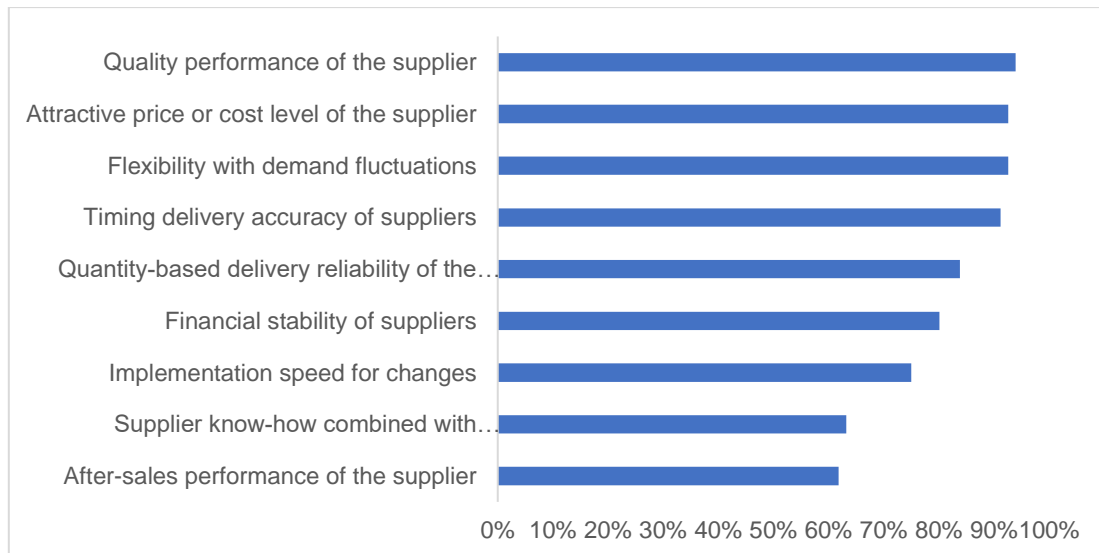 Quality performance of the supplier
Attractive price or cost level of the supplier
Flexibility with demand fluctuations
Timing delivery accuracy of suppliers
Quantity-based delivery reliability of the…
Financial stability of suppliers
Implementation speed for changes
Supplier know-how combined with…
After-sales performance of the supplier
0% 10% 20% 30% 40% 50% 60% 70% 80% 90%100%